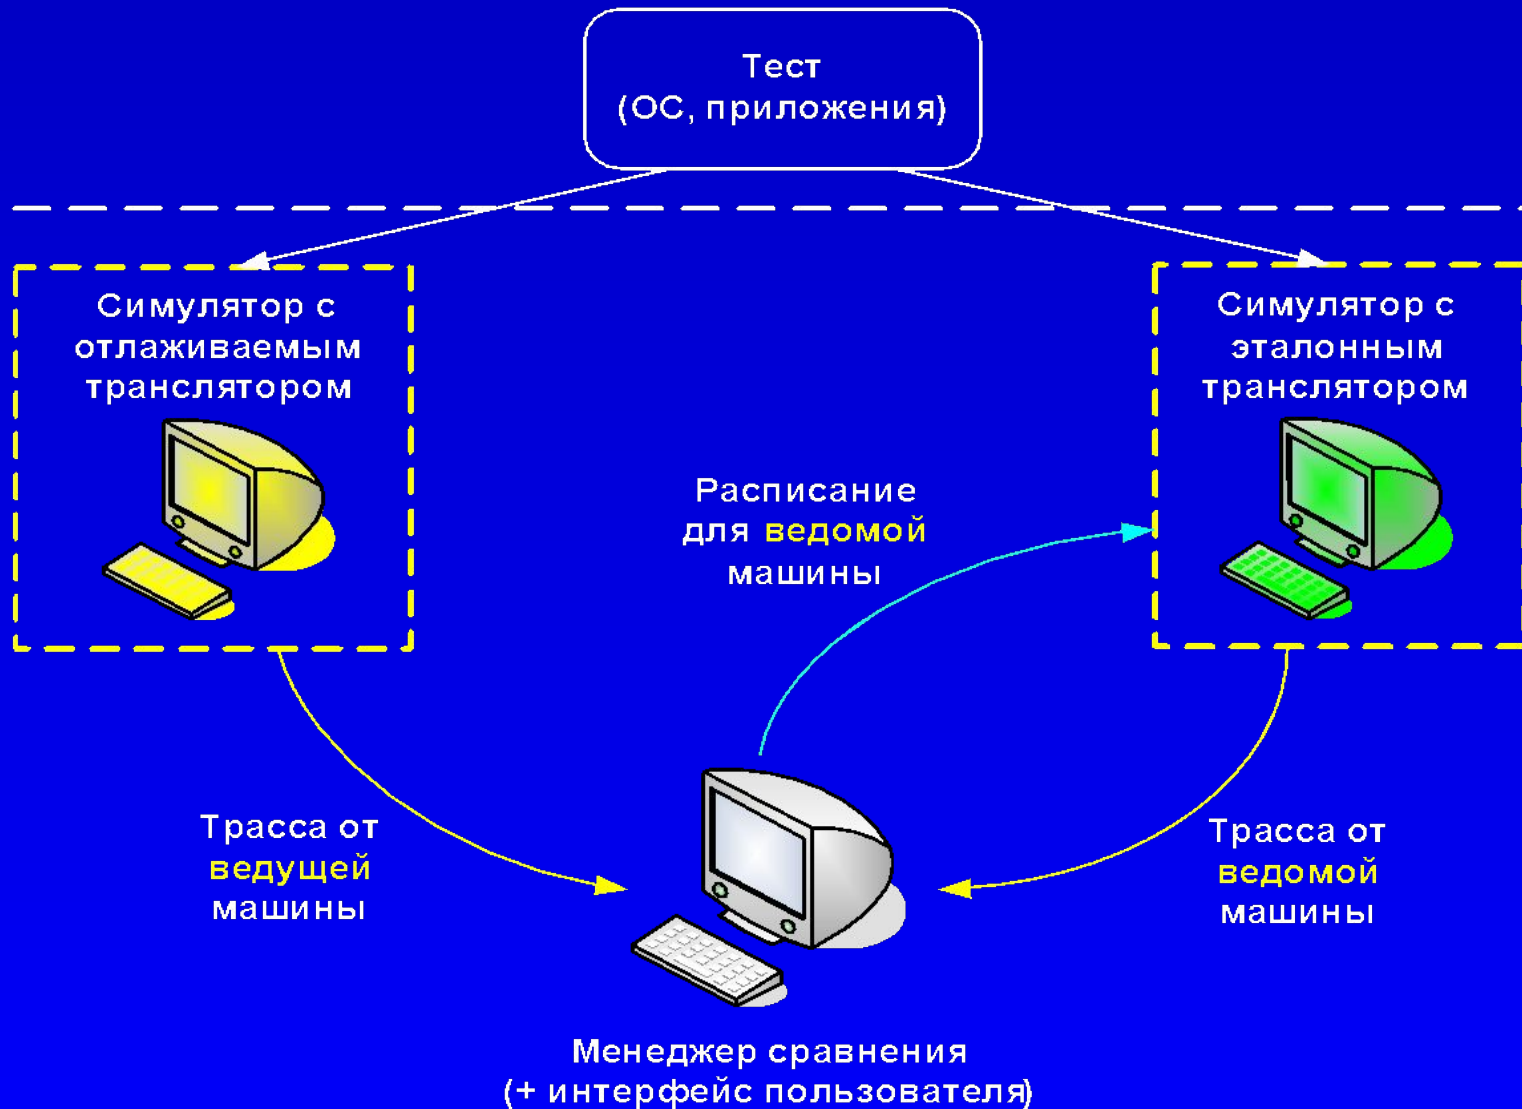 Тест
(ОС, приложения)
Симулятор с
отлаживаемым
транслятором
Симулятор с
эталонным
транслятором
Расписание
для ведомой
машины
Трасса от
ведущей
машины
Трасса от
ведомой
машины
Менеджер сравнения
(+ интерфейс пользователя)